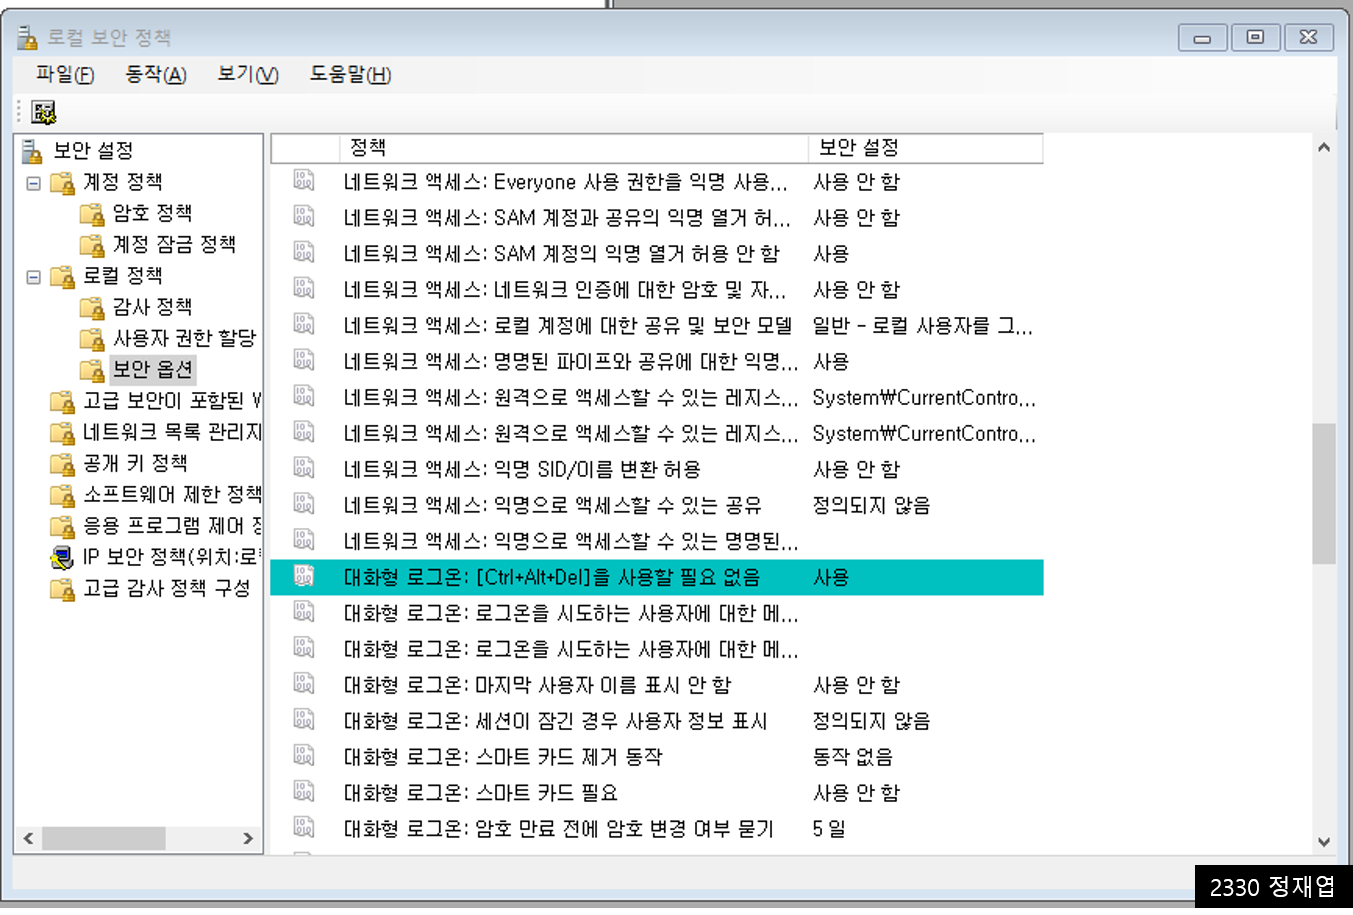 로컬 보안 정책
파일(F) 동작(A) 보기(V) 도움말(H)
보안 설정
계정 정책
암호 정책
계정 잠금 정책
로컬 정책
감사 정책
사용자 권한 할당
보안 옵션
고급 보안이 포함된 W
네트워크 목록 관리자
공개 키 정책
소프트웨어 제한 정책
응용 프로그램 제어 정
IP 보안 정책(위치:로
고급 감사 정책 구성
정책 보안 설정
네트워크 액세스: Everyone 사용 권한을 익명 사용... 사용 안 함
네트워크 액세스: SAM 계정과 공유의 익명 열거 허... 사용 안 함
네트워크 액세스: SAM 계정의 익명 열거 허용 안 함 사용
네트워크 액세스: 네트워크 인증에 대한 암호 및 자... 사용 안 함
네트워크 액세스: 로컬 계정에 대한 공유 및 보안 모델 일반 - 로컬 사용자를 그...
네트워크 액세스: 명명된 파이프와 공유에 대한 익명... 사용
네트워크 액세스: 원격으로 액세스할 수 있는 레지스... System₩CurrentContro...
네트워크 액세스: 원격으로 액세스할 수 있는 레지스... System₩CurrentContro...
네트워크 액세스: 익명 SID/이름 변환 허용 사용 안 함
네트워크 액세스: 익명으로 액세스할 수 있는 공유 정의되지 않음
네트워크 액세스: 익명으로 액세스할 수 있는 명명된...
대화형 로그온: [Ctrl+Alt+Del]을 사용할 필요 없음 사용
대화형 로그온: 로그온을 시도하는 사용자에 대한 메...
대화형 로그온: 로그온을 시도하는 사용자에 대한 메...
대화형 로그온: 마지막 사용자 이름 표시 안 함 사용 안 함
대화형 로그온: 세션이 잠긴 경우 사용자 정보 표시 정의되지 않음
대화형 로그온: 스마트 카드 제거 동작 동작 없음
대화형 로그온: 스마트 카드 필요 사용 안 함
대화형 로그온: 암호 만료 전에 암호 변경 여부 묻기 5 일
2330 정재엽